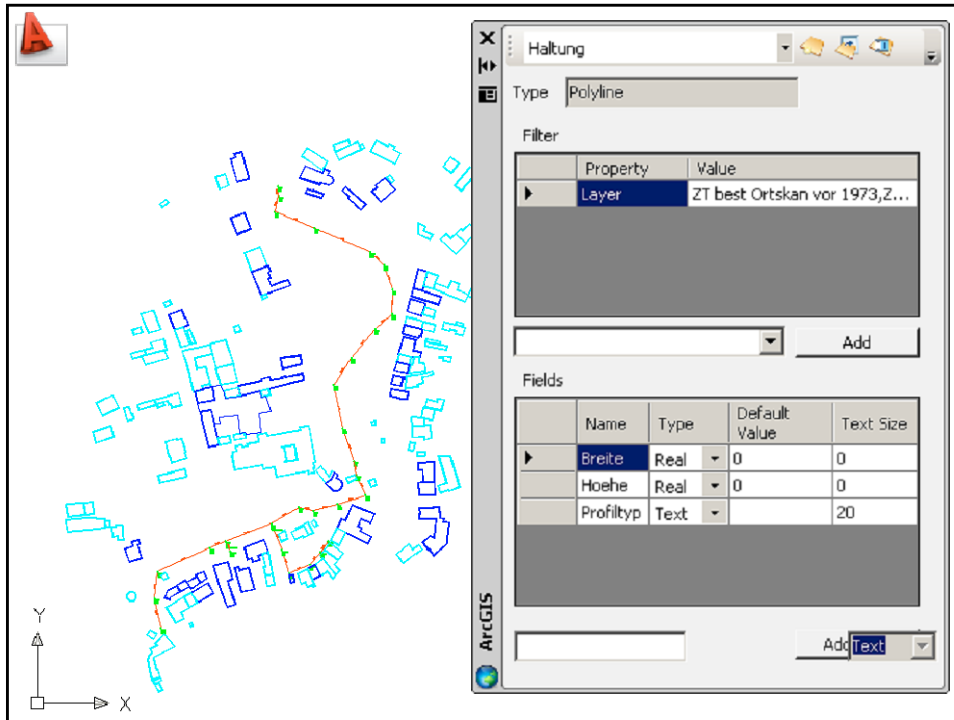 Haltung
Type Polyline
Filter
Property Value
Layer ZT best Ortskan vor 1973,Z...
Add
Fields
Name Type Default Value Text Size
Breite Real 0 0
Hoehe Real 0 0
Profiltyp Text 20
Add Text
ArcGIS
Y
X